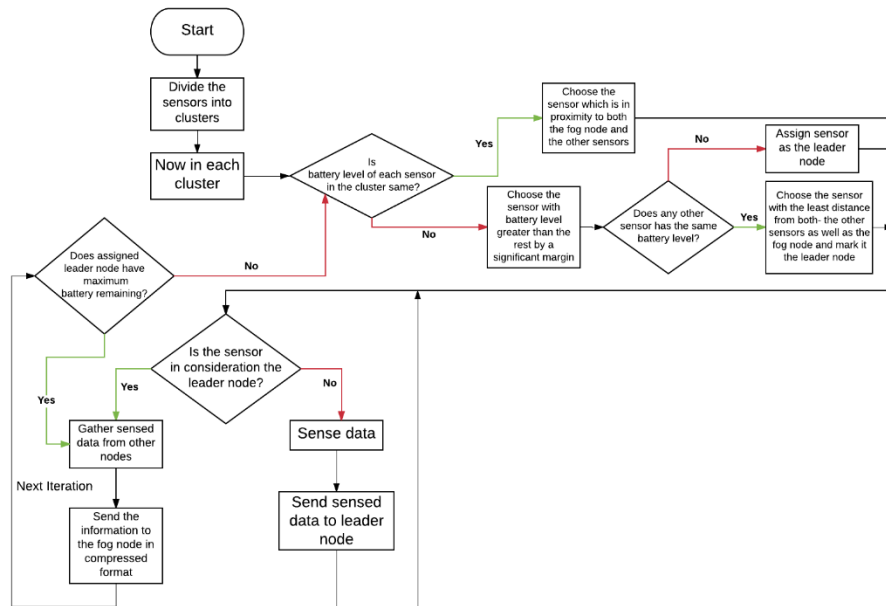 Start
Divide the
sensors into
clusters
Now in each
cluster
Is
battery level of each sensor
in the cluster same?
Yes
Choose the
sensor which is in
proximity to both
the fog node and
the other sensors
No
Choose the
sensor with
battery level
greater than the
rest by a
significant margin
Does any other
sensor has the same
battery level?
No
Assign sensor
as the leader
node
Yes
Choose the sensor
with the least distance
from both- the other
sensors as well as the
fog node and mark it
the leader node
Does assigned
leader node have
maximum
battery remaining?
No
Yes
Is the sensor
in consideration the
leader node?
Yes
No
Gather sensed
data from other
nodes
Sense data
Next Iteration
Send the
information to
the fog node in
compressed
format
Send sensed
data to leader
node